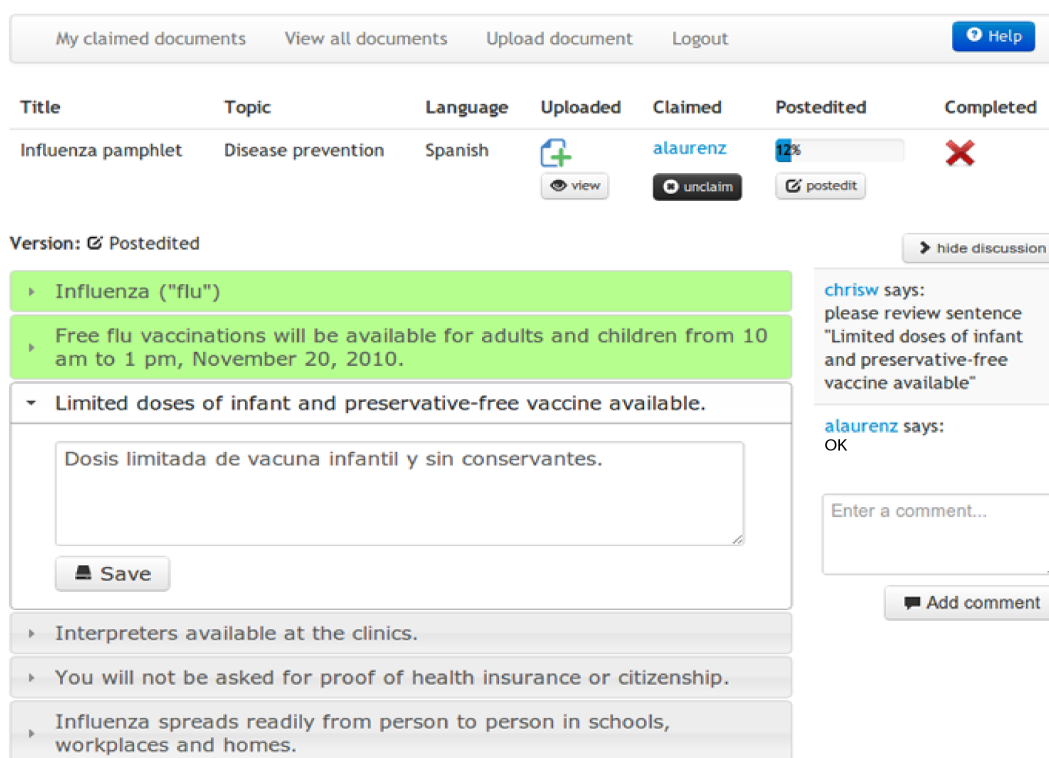 My claimed documents View all documents Upload document Logout Help
Title Topic Language Uploaded Claimed Postedited Completed
Influenza pamphlet Disease prevention Spanish alaurenz 12%
view unclaim postedit
Version: Postedited
hide discussion
Influenza ("flu")
Free flu vaccinations will be available for adults and children from 10
am to 1 pm, November 20, 2010.
Limited doses of infant and preservative-free vaccine available.
Dosis limitada de vacuna infantil y sin conservantes.
Save
Interpreters available at the clinics.
You will not be asked for proof of health insurance or citizenship.
Influenza spreads readily from person to person in schools,
workplaces and homes.
chrisw says:
please review sentence
"Limited doses of infant
and preservative-free
vaccine available"
alaurenz says:
OK
Enter a comment...
Add comment